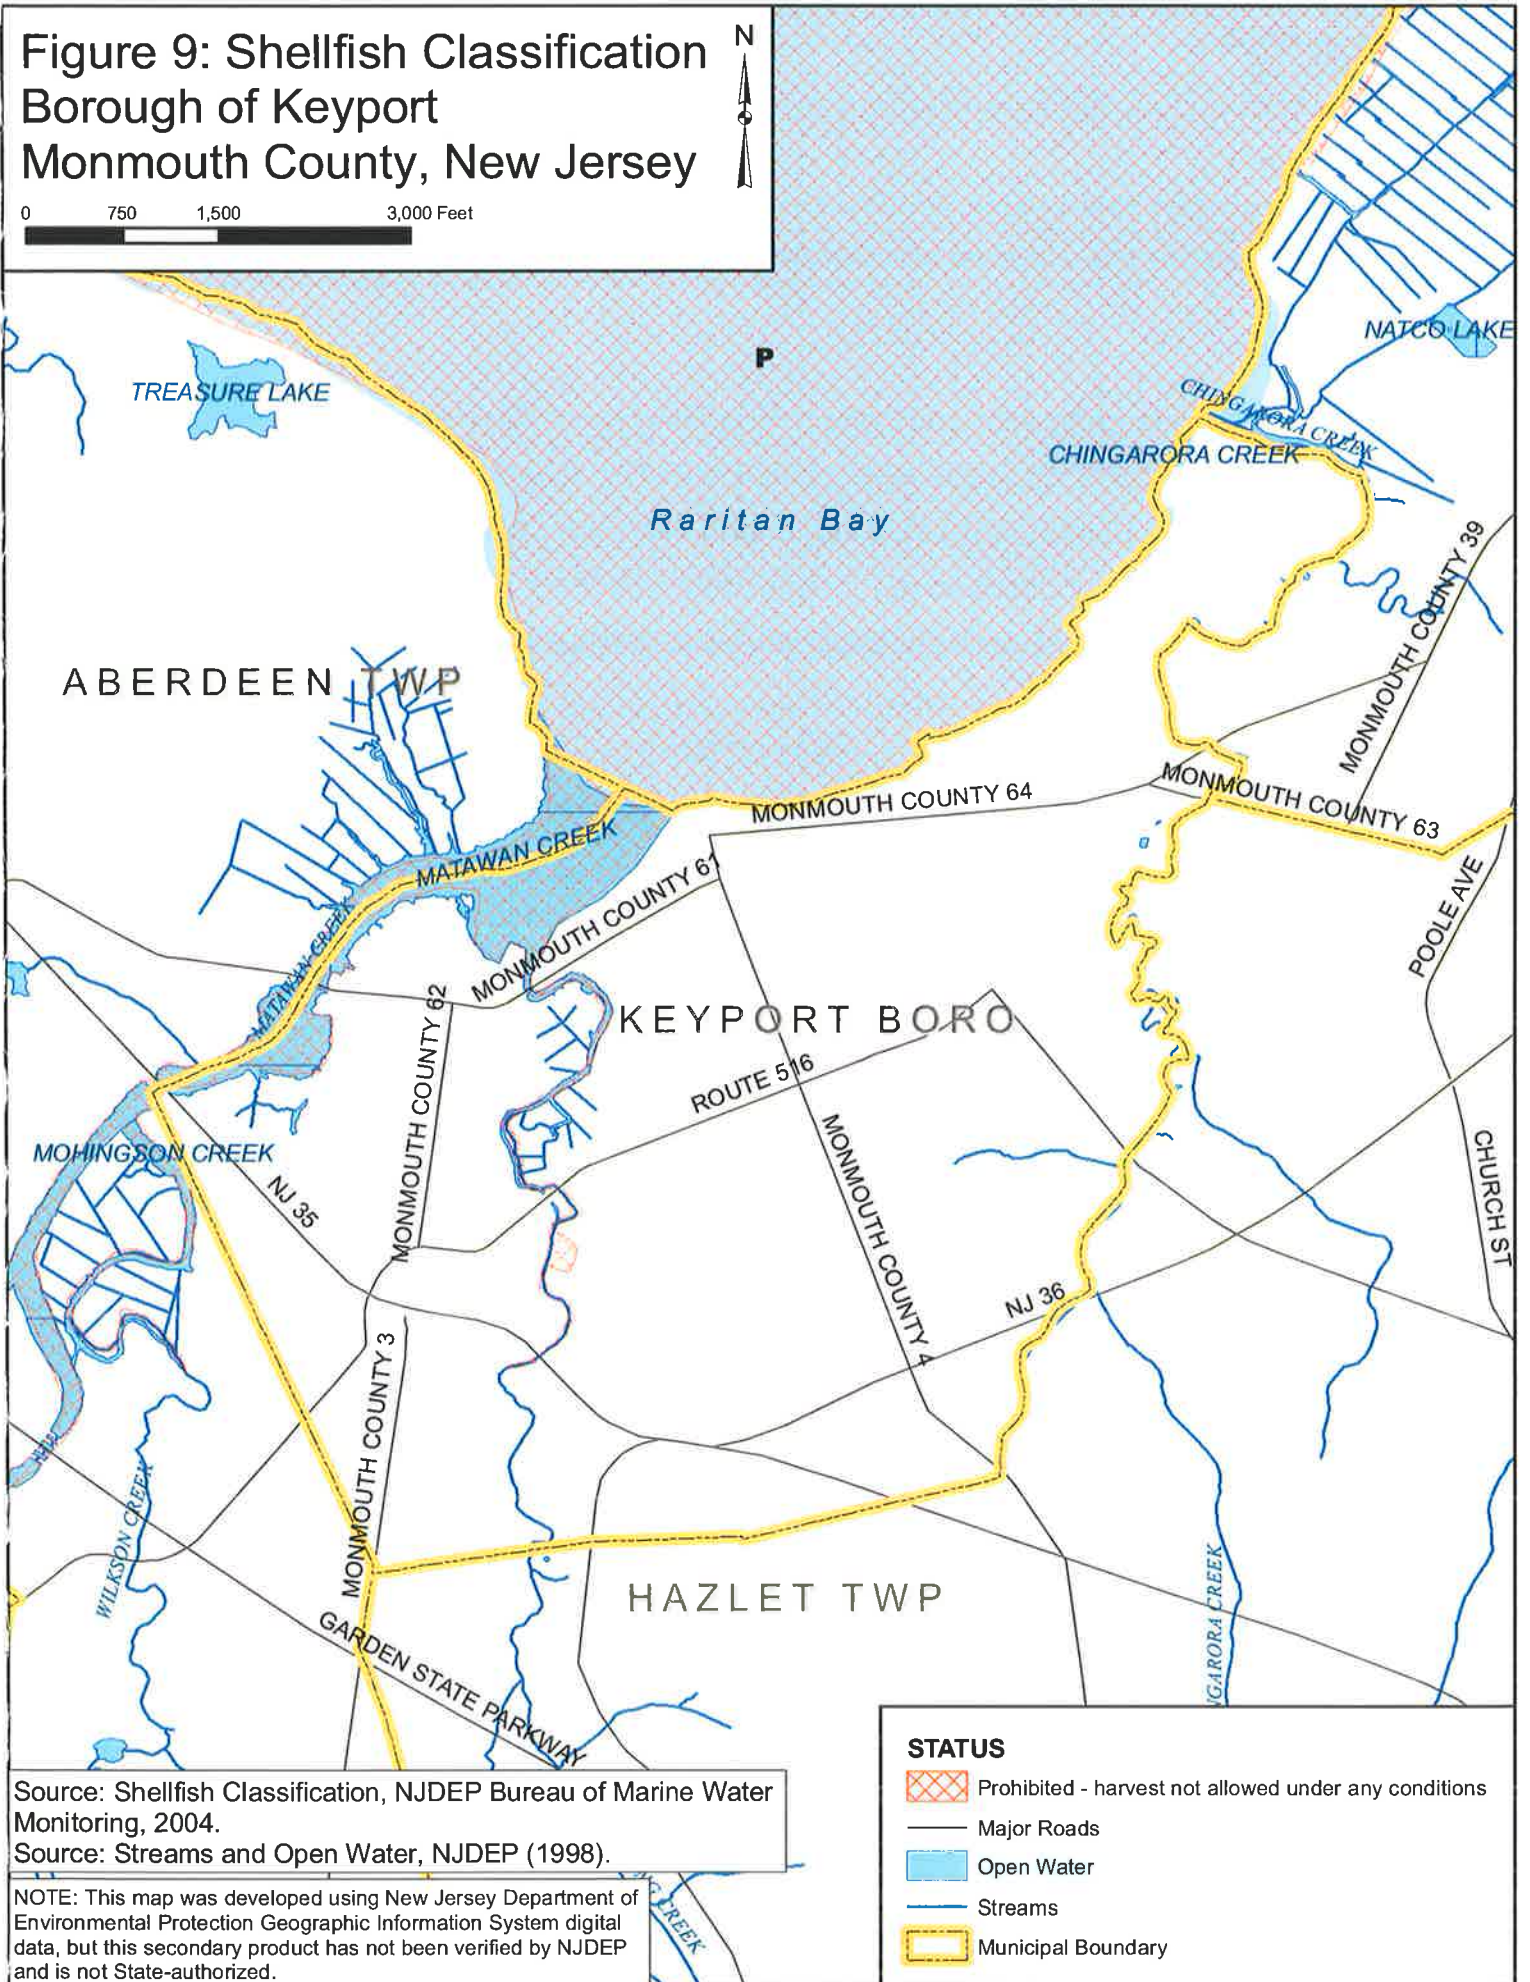 Figure 9: Shellfish Classification
Borough of Keyport
Monmouth County, New Jersey
N
0 750 1,500 3,000 Feet
NATCO LAKE
P
TREASURE LAKE
CHINGARORA CREEK
CHINGARORA CREEK
Raritan Bay
MONMOUTH COUNTY 39
ABERDEEN TWP
MONMOUTH COUNTY 64
MONMOUTH COUNTY 63
MATAWAN CREEK
MONMOUTH COUNTY 61
POOLE AVE
MATAWAN CREEK
MONMOUTH COUNTY 62
KEYPORT BORO
ROUTE 516
MONMOUTH COUNTY 4
MOHINGSON CREEK
NJ 35
CHURCH ST
NJ 36
MONMOUTH COUNTY 3
WILKSON CREEK
HAZLET TWP
GARORA CREEK
GARDEN STATE PARKWAY
Source: Shellfish Classification, NJDEP Bureau of Marine Water
Monitoring, 2004.
Source: Streams and Open Water, NJDEP (1998).
CREEK
NOTE: This map was developed using New Jersey Department of
Environmental Protection Geographic Information System digital
data, but this secondary product has not been verified by NJDEP
and is not State-authorized.
STATUS
Prohibited - harvest not allowed under any conditions
Major Roads
Open Water
Streams
Municipal Boundary